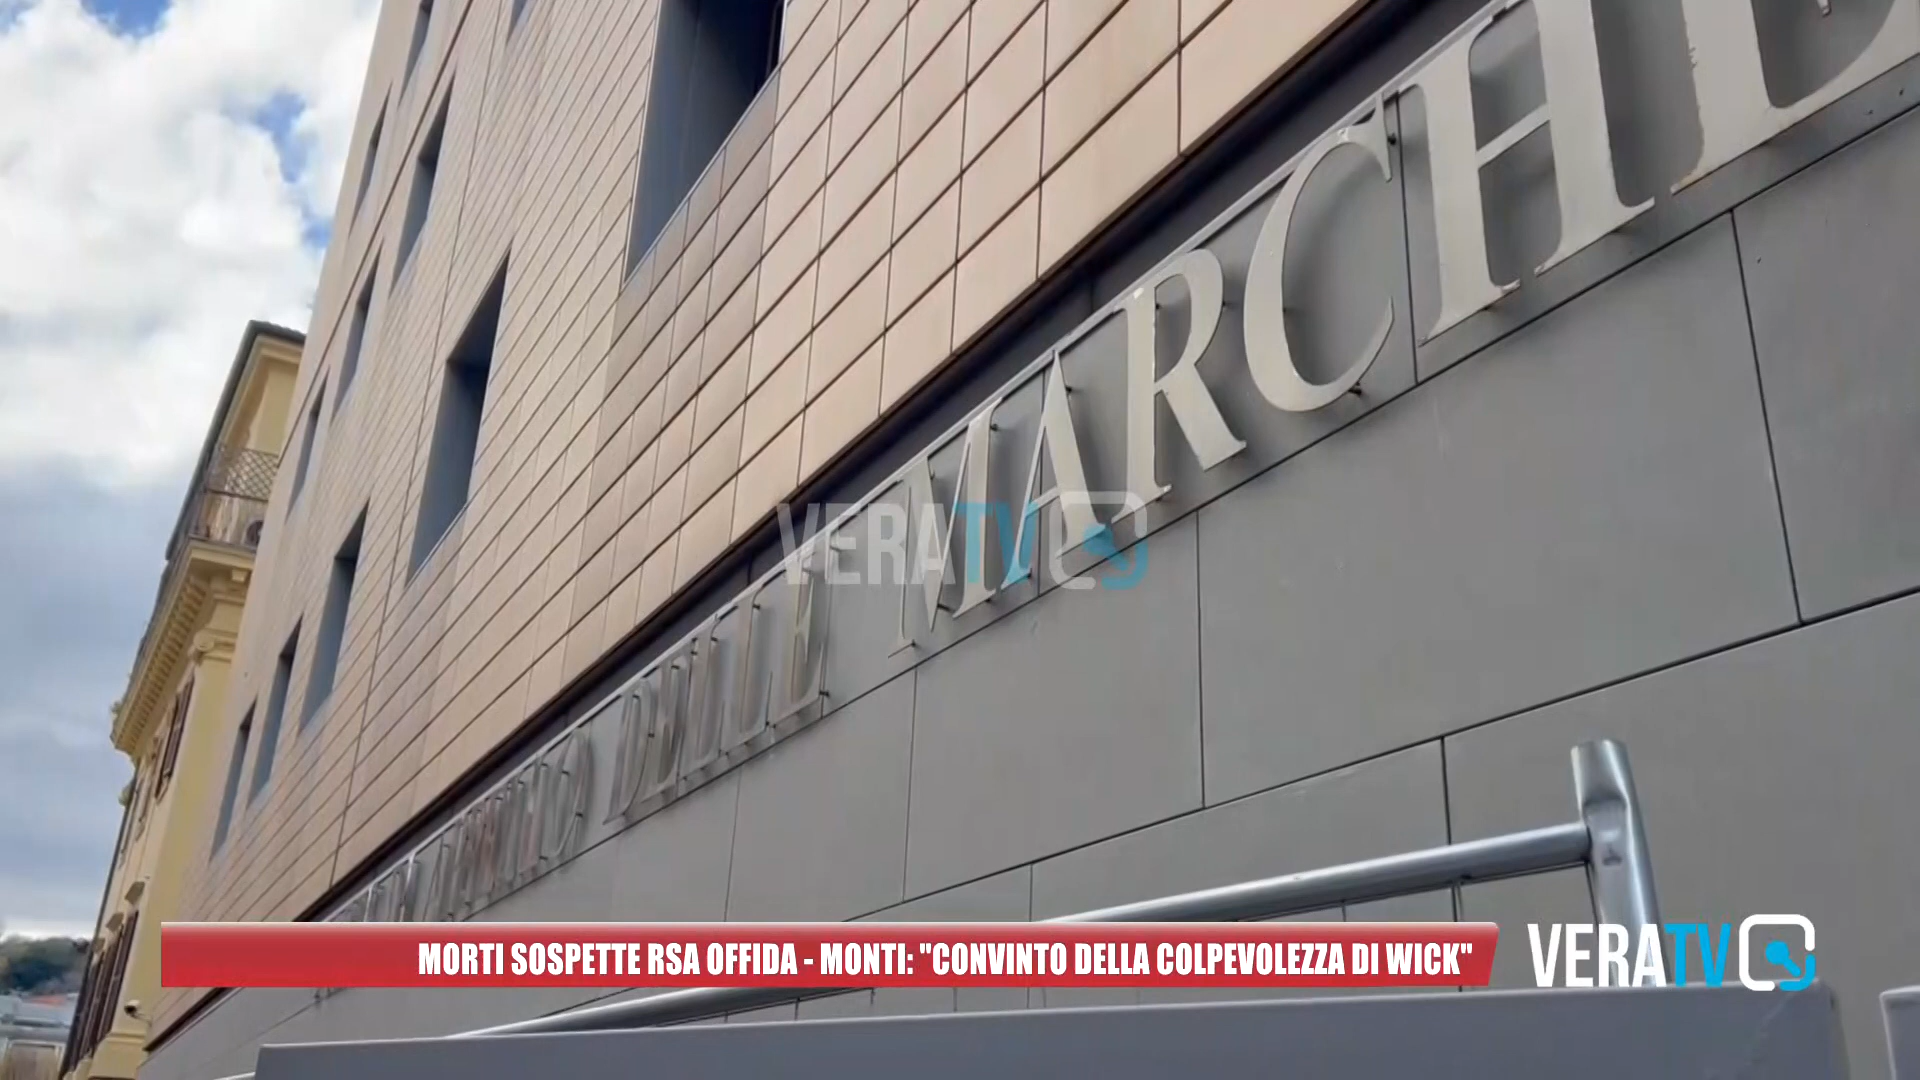 DELLE MARCHE
VERATV
MORTI SOSPETTE RSA OFFIDA - MONTI: "CONVINTO DELLA COLPEVOLEZZA DI WICK"
VERATV